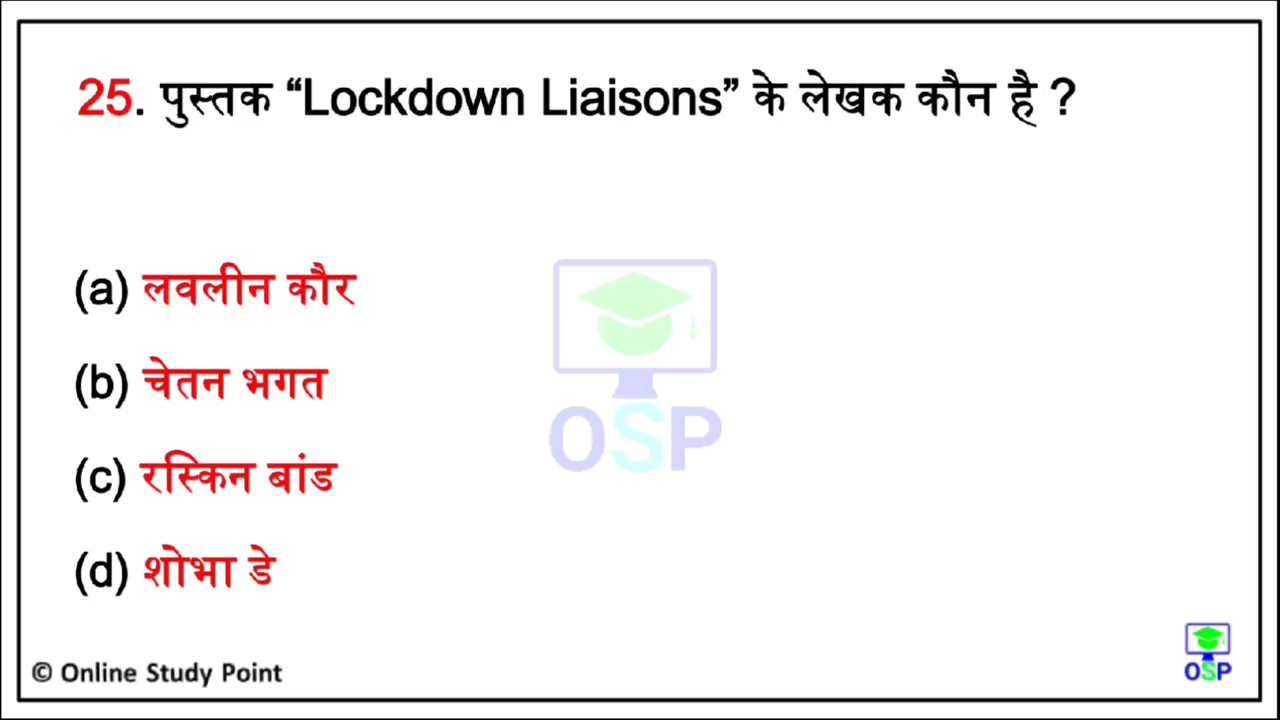 25. पुस्तक “Lockdown Liaisons” के लेखक कौन है ?
(a) लवलीन कौर
(b) चेतन भगत
OSP
(c) रस्किन बांड
(d) शोभा डे
© Online Study Point
OSP